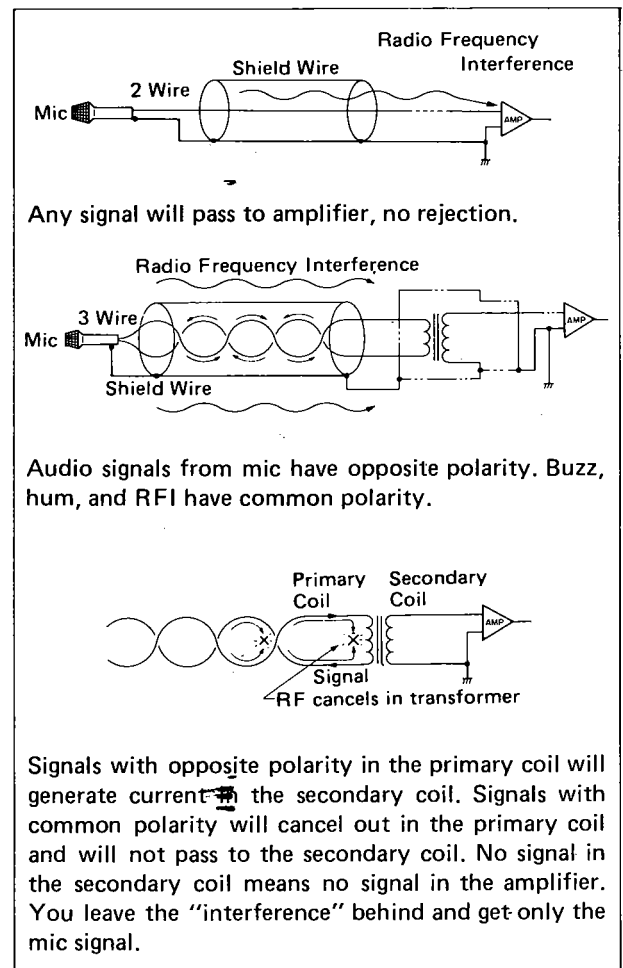 Radio Frequency
Interference
Shield Wire
2 Wire
Mic
AMP
Any signal will pass to amplifier, no rejection.
Radio Frequency Interference
3 Wire
Mic
AMP
Shield Wire
Audio signals from mic have opposite polarity. Buzz,
hum, and RFI have common polarity.
Primary Secondary
Coil Coil
AMP
Signal
RF cancels in transformer
Signals with opposite polarity in the primary coil will
generate current the secondary coil. Signals with
common polarity will cancel out in the primary coil
and will not pass to the secondary coil. No signal in
the secondary coil means no signal in the amplifier.
You leave the "interference" behind and get only the
mic signal.